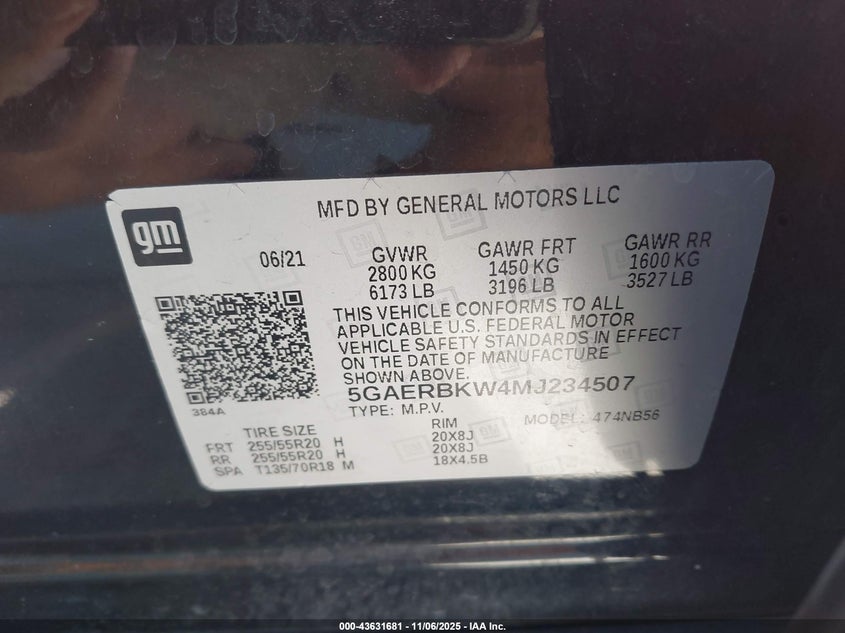 MFD BY GENERAL MOTORS LLC
gm
06/21
GVWR
2800 KG
6173 LB
GAWR FRT
1450 KG
3196 LB
GAWR RR
1600 KG
3527 LB
THIS VEHICLE CONFORMS TO ALL
APPLICABLE U.S. FEDERAL MOTOR
VEHICLE SAFETY STANDARDS IN EFFECT
ON THE DATE OF MANUFACTURE
SHOWN ABOVE.
5GAERBKW4MJ234507
384A
TYPE: M.P.V.
MODEL: 474NB56
TIRE SIZE
RIM
FRT 255/55R20 H 20X8J
RR 255/55R20 H 20X8J
SPA T135/70R18 M 18X4.5B
000-43631681 - 11/06/2025 - IAA Inc.